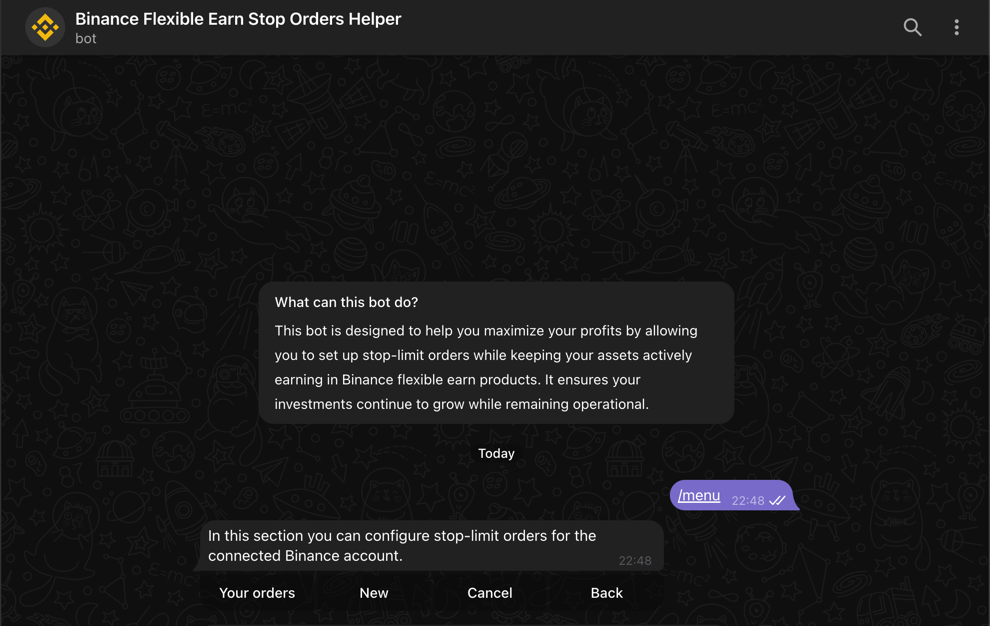 Binance Flexible Earn Stop Orders Helper
bot
What can this bot do?
This bot is designed to help you maximize your profits by allowing
you to set up stop-limit orders while keeping your assets actively
earning in Binance flexible earn products. It ensures your
investments continue to grow while remaining operational.
Today
/menu 22:48
In this section you can configure stop-limit orders for the
connected Binance account.
22:48
Your orders New Cancel Back